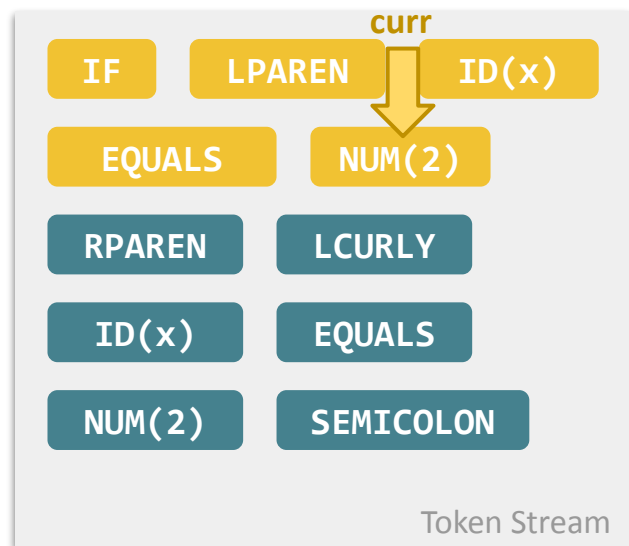 curr
IF LPAREN ID(x)
EQUALS NUM(2)
RPAREN LCURLY
ID(x) EQUALS
NUM(2) SEMICOLON
Token Stream